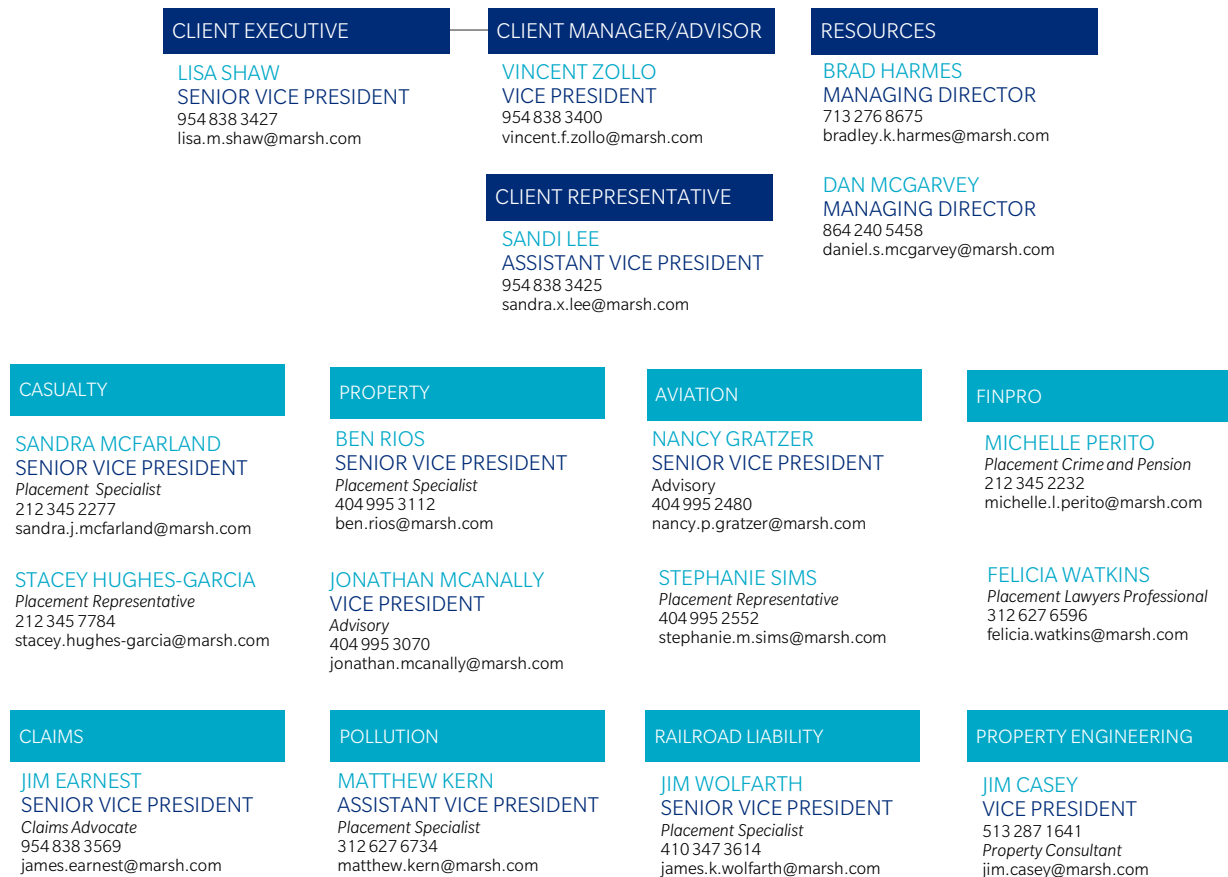 CLIENT EXECUTIVE
LISA SHAW
SENIOR VICE PRESIDENT
954 838 3427
lisa.m.shaw@marsh.com
CLIENT MANAGER/ADVISOR
VINCENT ZOLLO
VICE PRESIDENT
954 838 3400
vincent.f.zollo@marsh.com
CLIENT REPRESENTATIVE
SANDI LEE
ASSISTANT VICE PRESIDENT
954 838 3425
sandra.x.lee@marsh.com
RESOURCES
BRAD HARMES
MANAGING DIRECTOR
713 276 8675
bradley.k.harmes@marsh.com
DAN MCGARVEY
MANAGING DIRECTOR
864 240 5458
daniel.s.mcgarvey@marsh.com
CASUALTY
SANDRA MCFARLAND
SENIOR VICE PRESIDENT
Placement Specialist
212 345 2277
sandra.j.mcfarland@marsh.com
STACEY HUGHES-GARCIA
Placement Representative
212 345 7784
stacey.hughes-garcia@marsh.com
PROPERTY
BEN RIOS
SENIOR VICE PRESIDENT
Placement Specialist
404 995 3112
ben.rios@marsh.com
JONATHAN MCANALLY
VICE PRESIDENT
Advisory
404 995 3070
jonathan.mcanally@marsh.com
AVIATION
NANCY GRATZER
SENIOR VICE PRESIDENT
Advisory
404 995 2480
nancy.p.gratzer@marsh.com
STEPHANIE SIMS
Placement Representative
404 995 2552
stephanie.m.sims@marsh.com
FINPRO
MICHELLE PERITO
Placement Crime and Pension
212 345 2232
michelle.l.perito@marsh.com
FELICIA WATKINS
Placement Lawyers Professional
312 627 6596
felicia.watkins@marsh.com
CLAIMS
JIM EARNEST
SENIOR VICE PRESIDENT
Claims Advocate
954 838 3569
james.earnest@marsh.com
POLLUTION
MATTHEW KERN
ASSISTANT VICE PRESIDENT
Placement Specialist
312 627 6734
matthew.kern@marsh.com
RAILROAD LIABILITY
JIM WOLFARTH
SENIOR VICE PRESIDENT
Placement Specialist
410 347 3614
james.k.wolfarth@marsh.com
PROPERTY ENGINEERING
JIM CASEY
VICE PRESIDENT
513 287 1641
Property Consultant
jim.casey@marsh.com